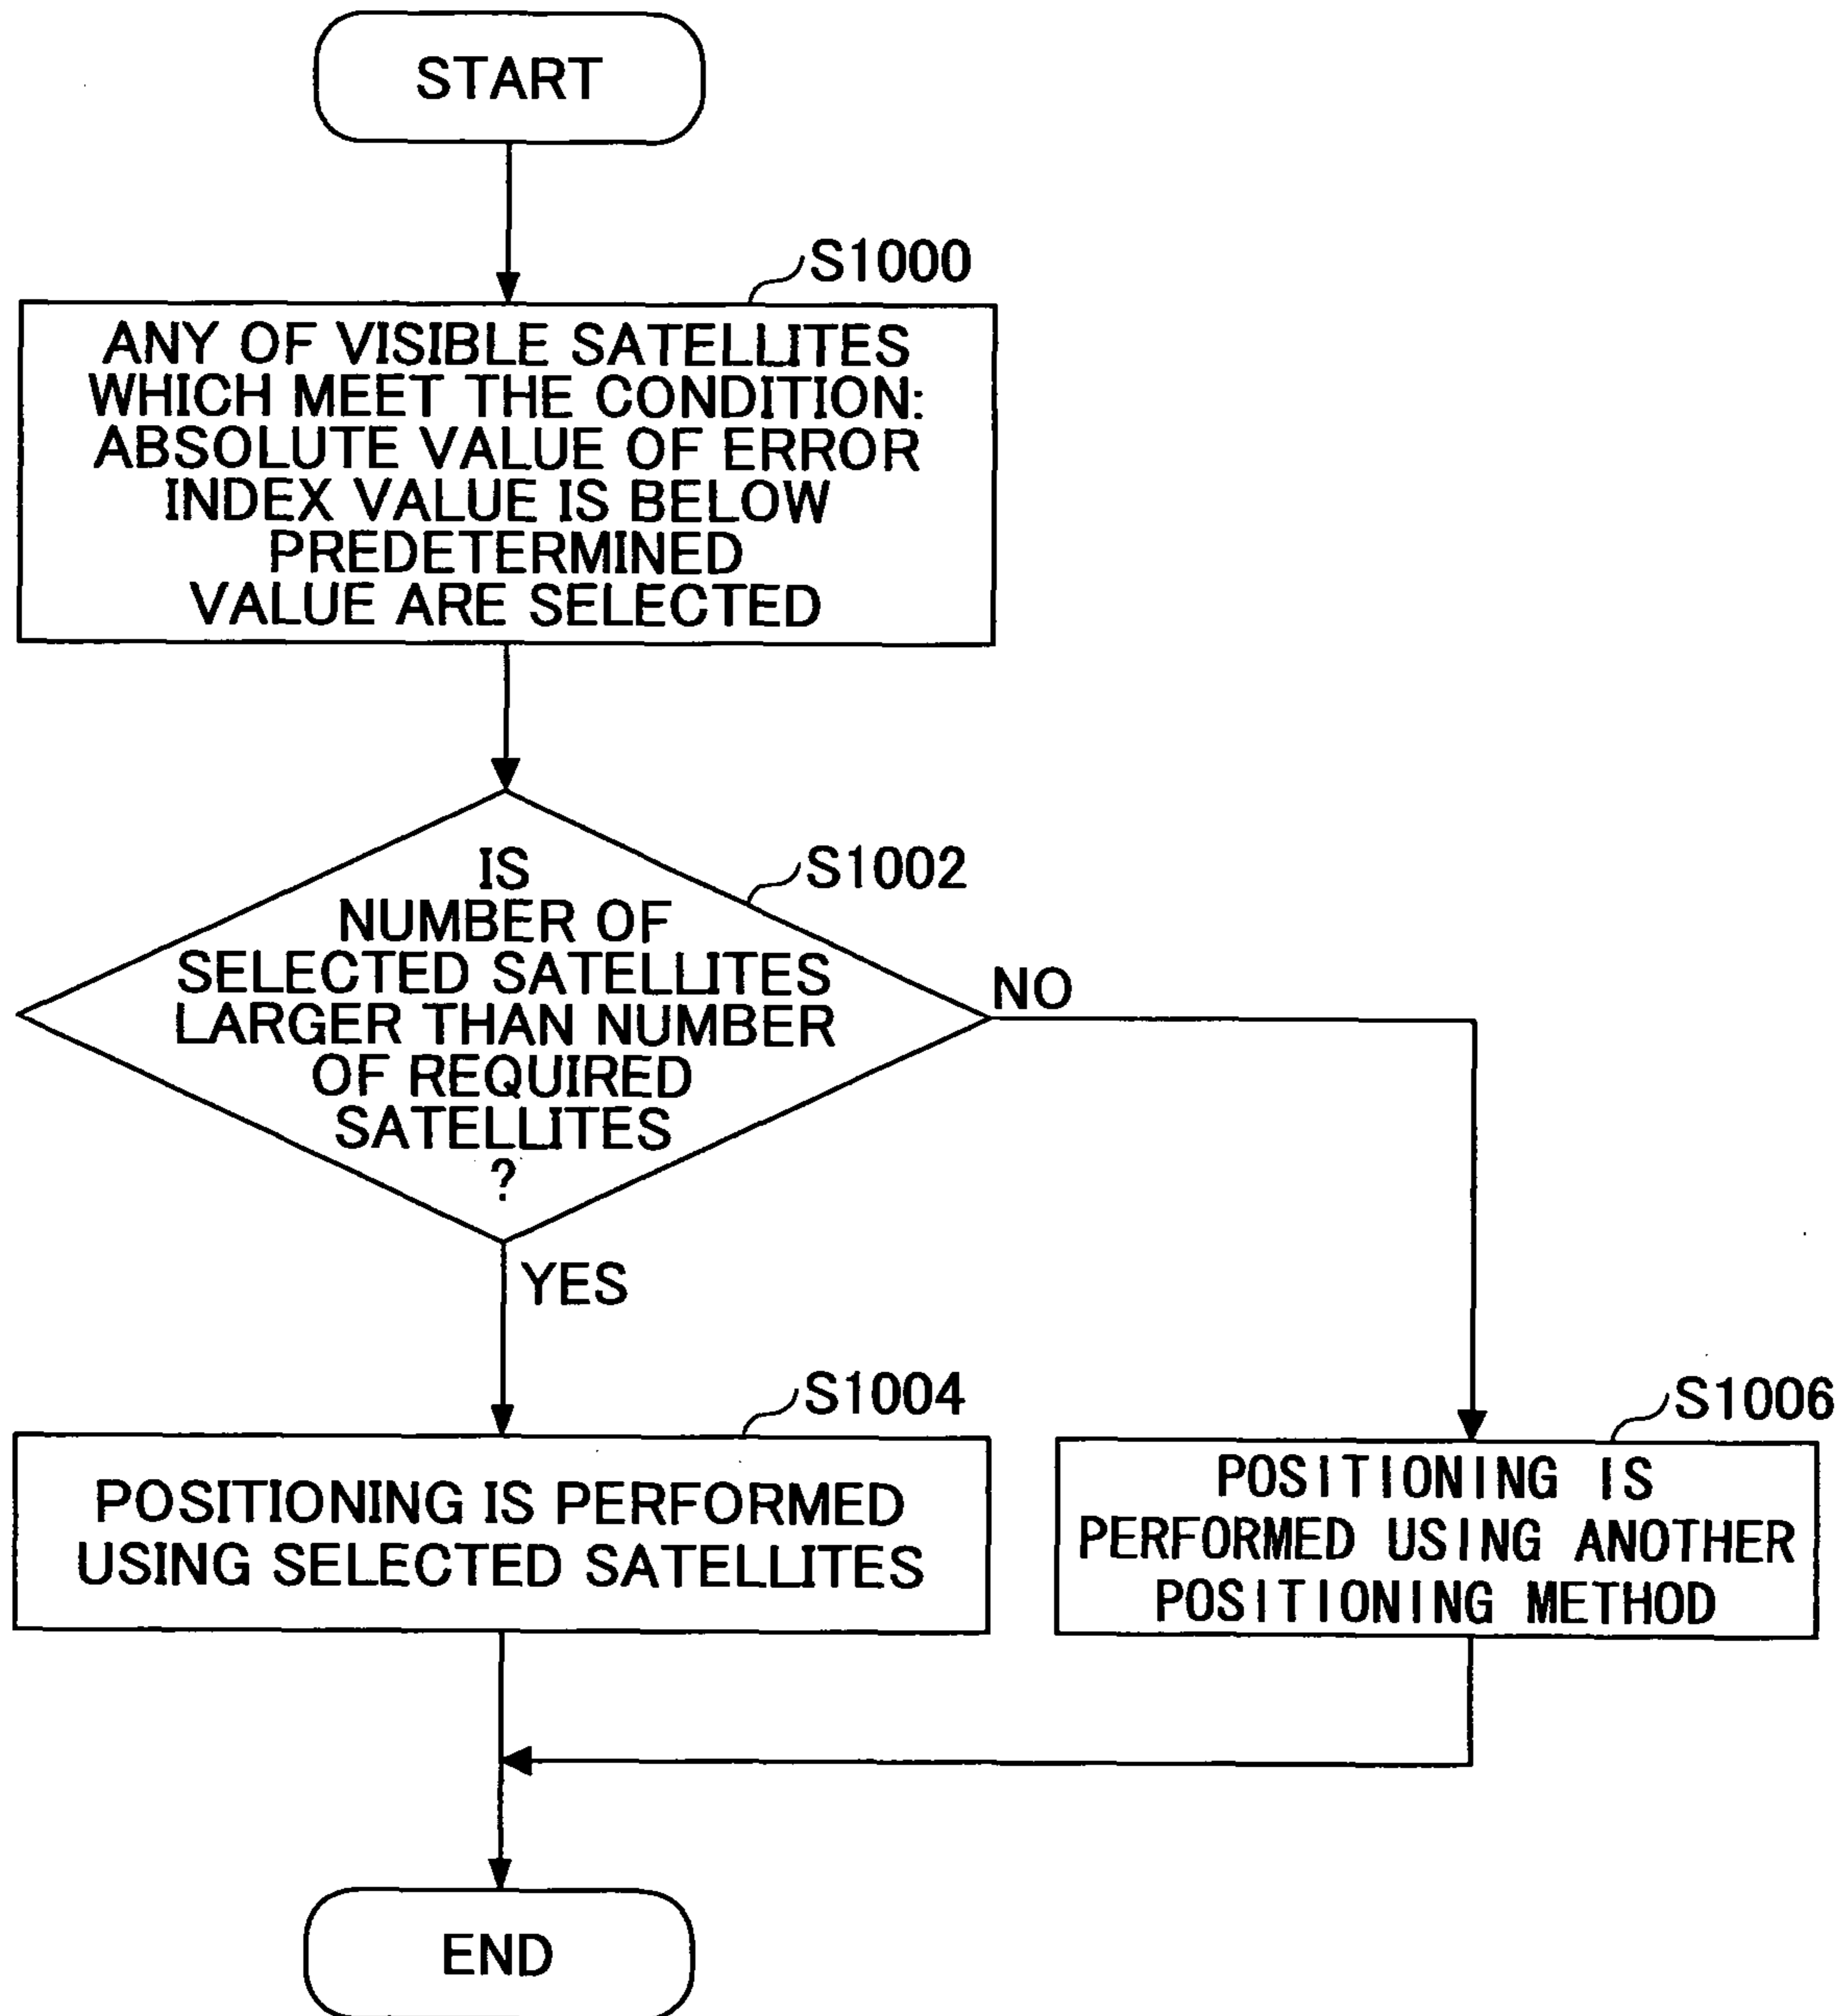 START
S1000
ANY OF VISIBLE SATELLITES
WHICH MEET THE CONDITION:
ABSOLUTE VALUE OF ERROR
INDEX VALUE IS BELOW
PREDETERMINED
VALUE ARE SELECTED
S1002
IS
NUMBER OF
SELECTED SATELLITES
LARGER THAN NUMBER
OF REQUIRED
SATELLITES
?
NO
YES
S1004
POSITIONING IS PERFORMED
USING SELECTED SATELLITES
S1006
POSITIONING IS
PERFORMED USING ANOTHER
POSITIONING METHOD
END